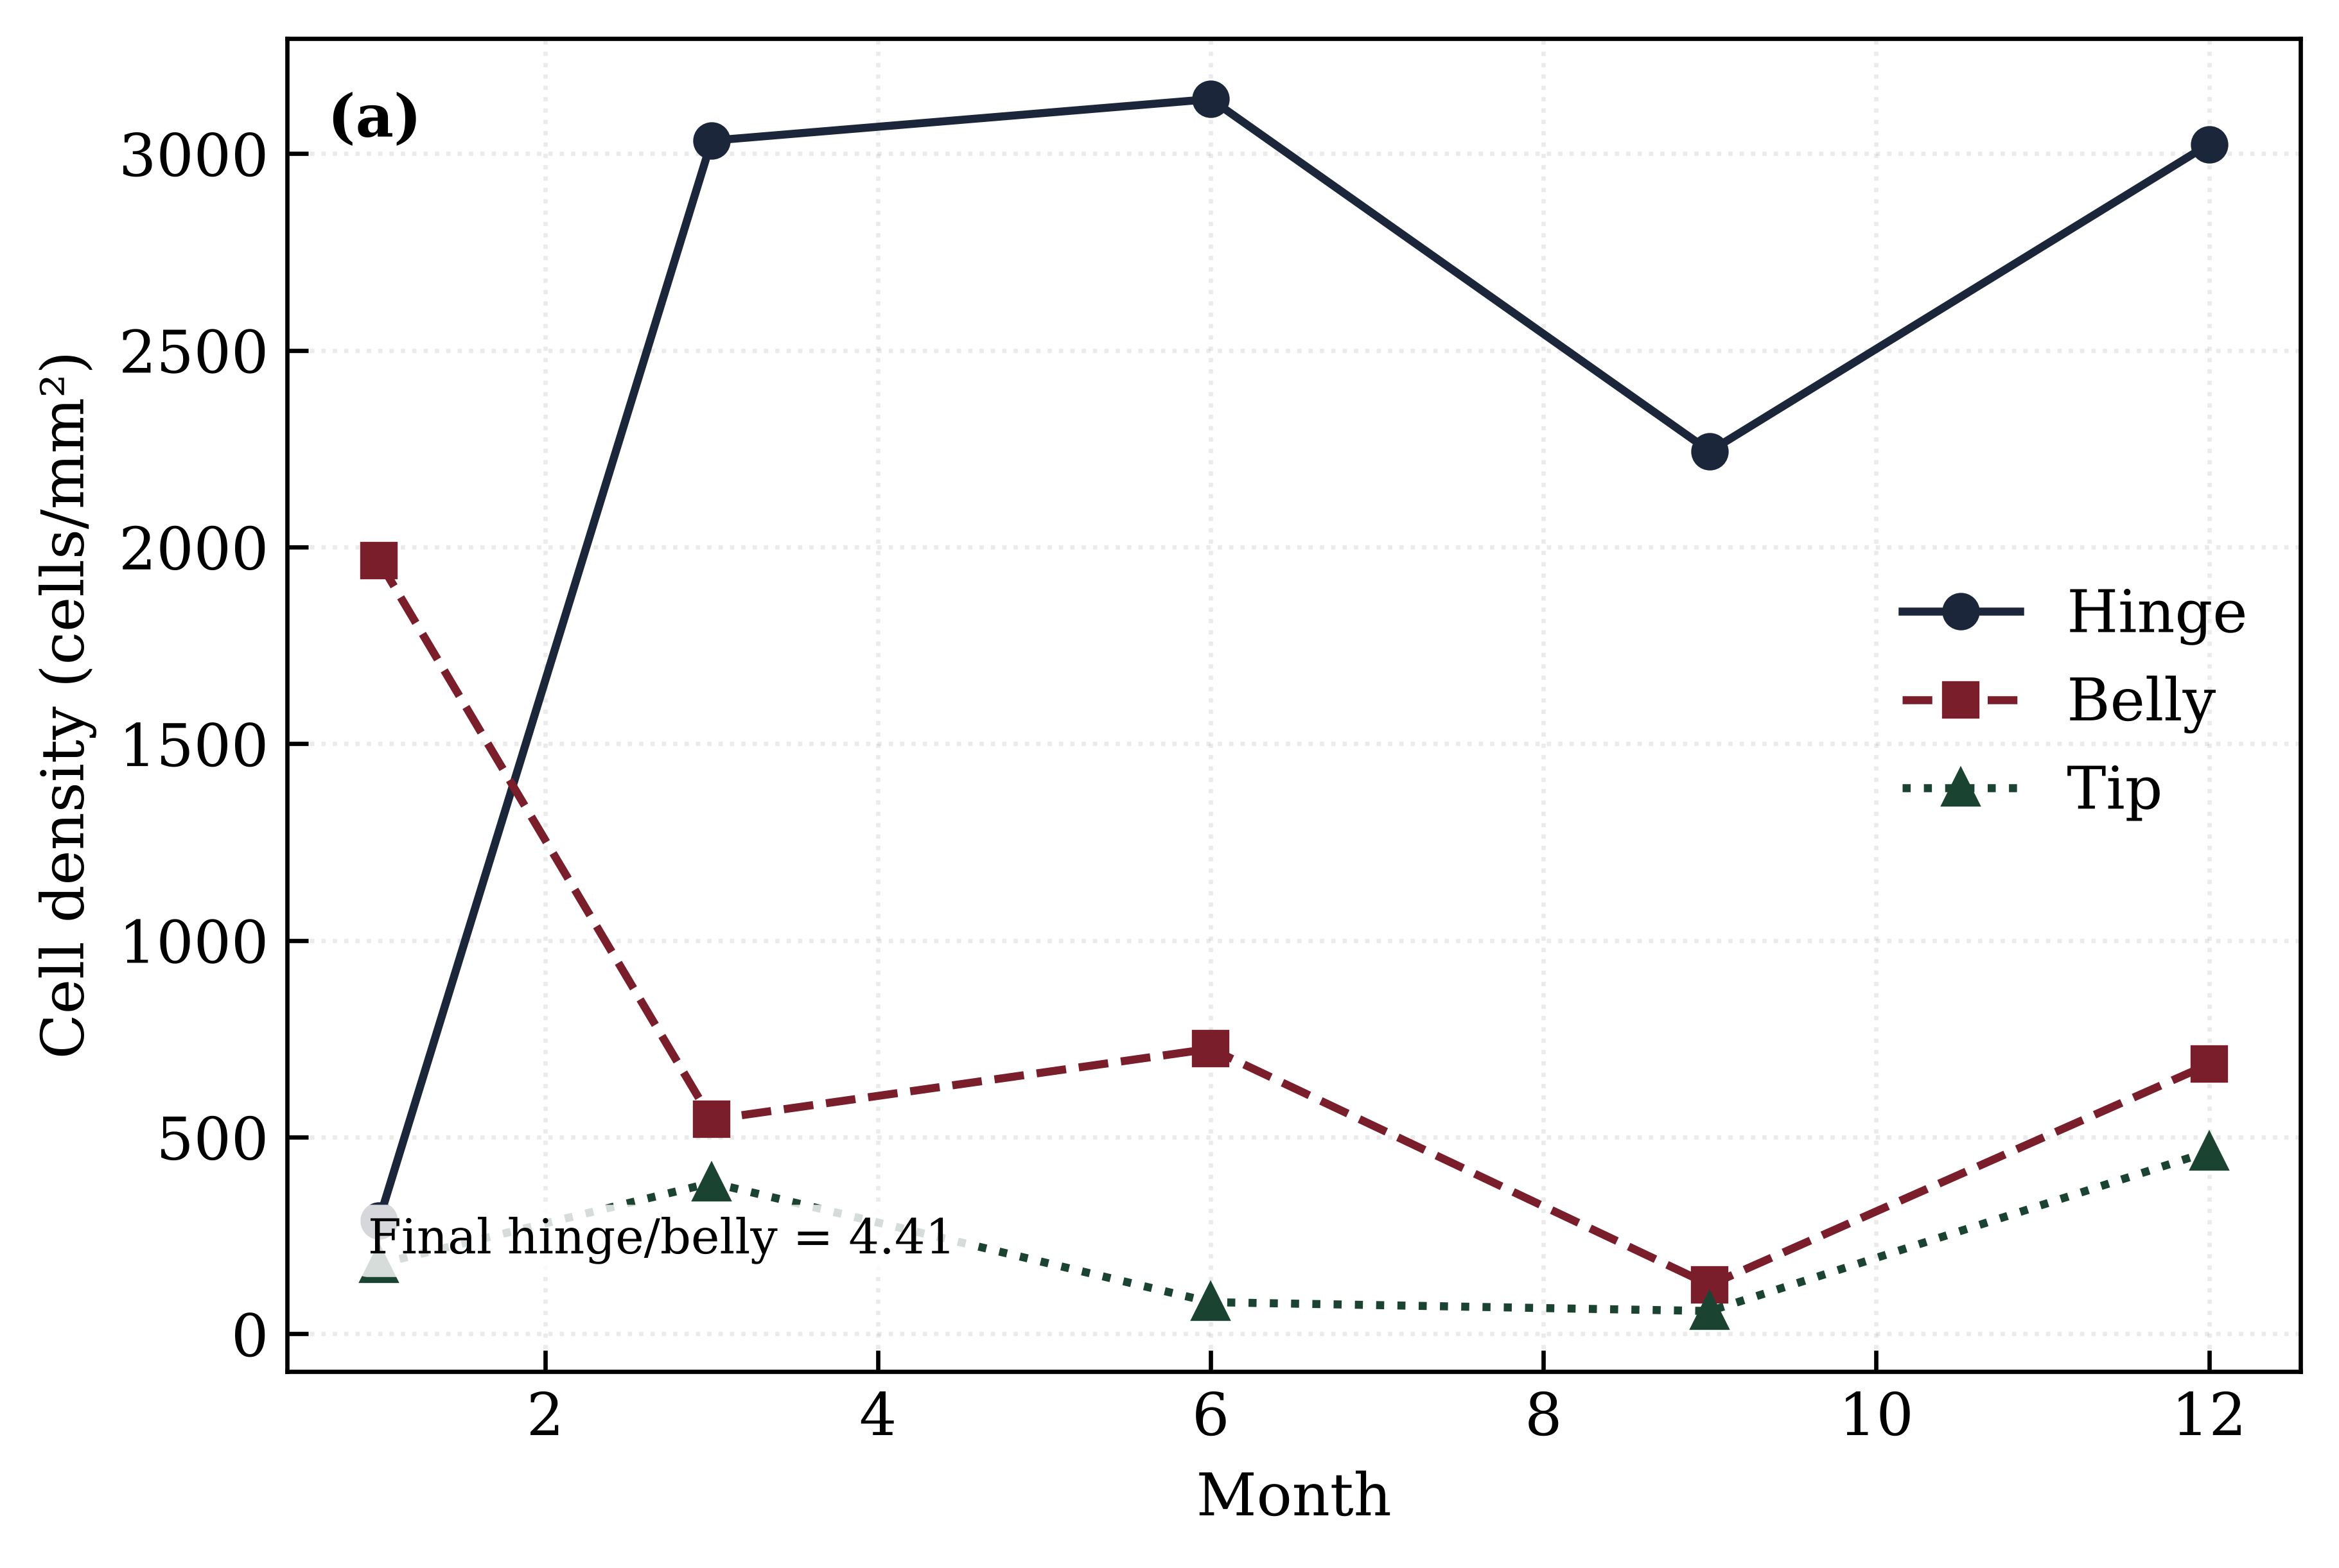 (a)
3000
2500
2000
1500
1000
500
0
Cell density (cells/mm²)
Hinge
Belly
Tip
Final hinge/belly = 4.41
2 4 6 8 10 12
Month